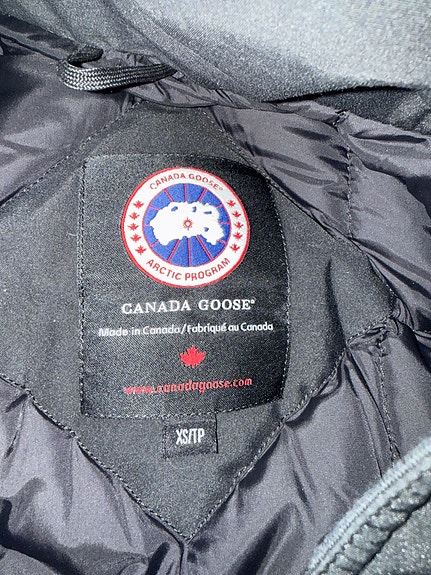 CANADA GOOSE®
ARCTIC PROGRAM
CANADA GOOSE®
Made in Canada/Fabriqué au Canada
www.canadagoose.com
XS/TP